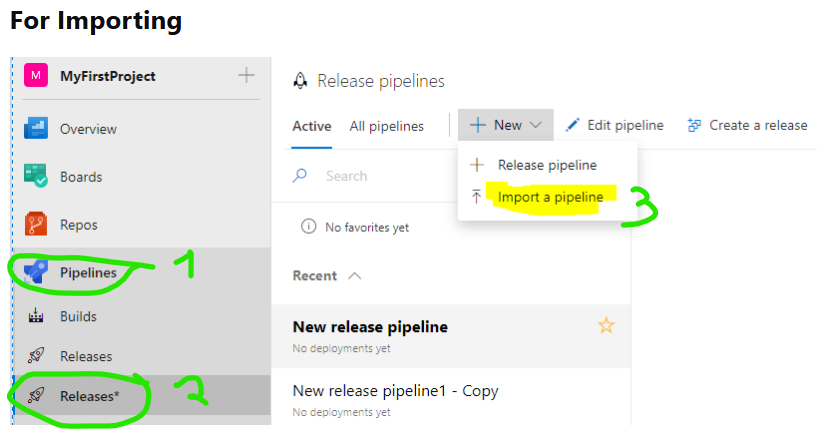 For Importing
M MyFirstProject
Release pipelines
Overview
Active All pipelines New Edit pipeline Create a release
Boards
Release pipeline
Search
Import a pipeline 3
Repos
No favorites yet
Pipelines 1
Recent
Builds
New release pipeline
No deployments yet
Releases
Releases* 2
New release pipeline1 - Copy
No deployments yet